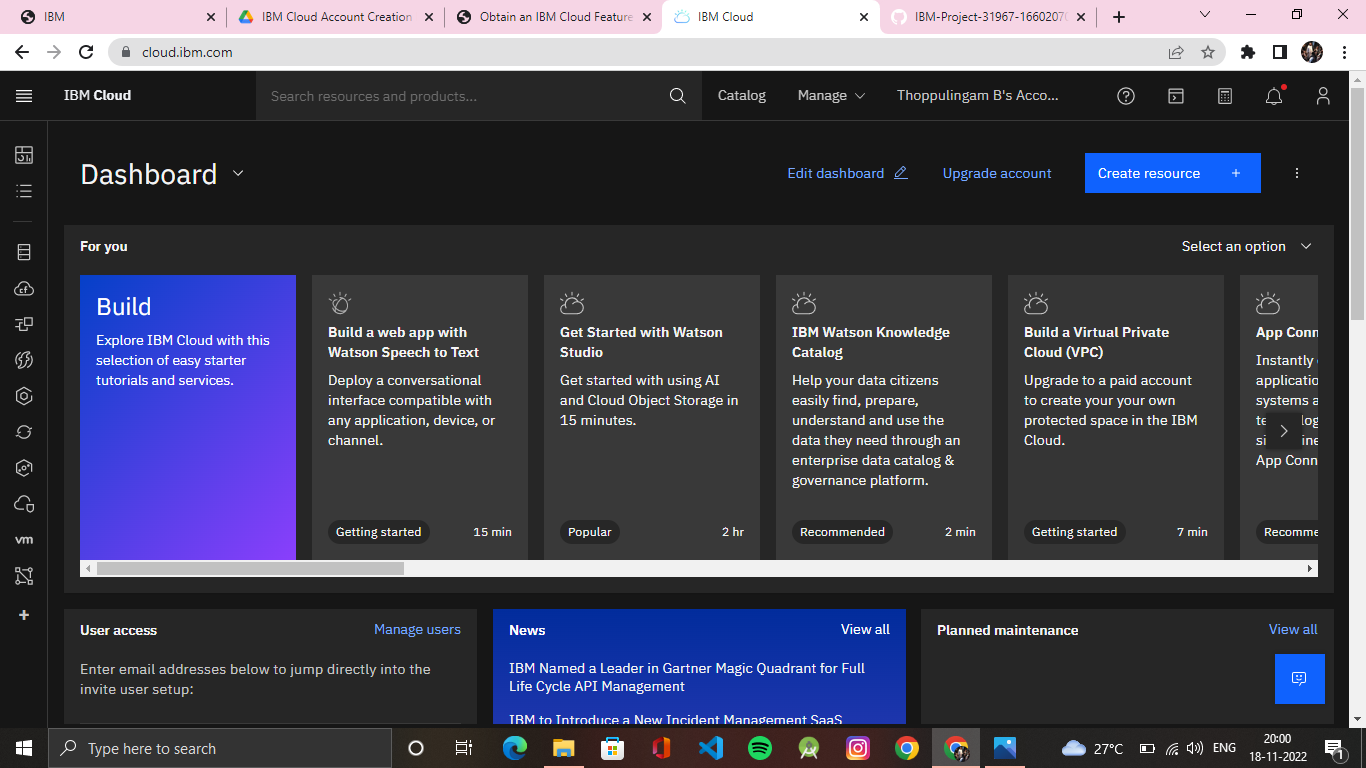 IBM
IBM Cloud Account Creation
Obtain an IBM Cloud Feature
IBM Cloud
IBM-Project-31967-1660207
cloud.ibm.com
IBM Cloud
Search resources and products...
Catalog
Manage
Thoppulingam B's Acco...
Dashboard
Edit dashboard
Upgrade account
Create resource +
For you
Select an option
Build
Explore IBM Cloud with this
selection of easy starter
tutorials and services.
Build a web app with
Watson Speech to Text
Deploy a conversational
interface compatible with
any application, device, or
channel.
Getting started
15 min
Get Started with Watson
Studio
Get started with using AI
and Cloud Object Storage in
15 minutes.
Popular
2 hr
IBM Watson Knowledge
Catalog
Help your data citizens
easily find, prepare,
understand and use the
data they need through an
enterprise data catalog &
governance platform.
Recommended
2 min
Build a Virtual Private
Cloud (VPC)
Upgrade to a paid account
to create your your own
protected space in the IBM
Cloud.
Getting started
7 min
App Conn
Instantly
applicatio
systems a
App Conn
Recomme
vm
User access
Manage users
Enter email addresses below to jump directly into the
invite user setup:
News
View all
IBM Named a Leader in Gartner Magic Quadrant for Full
Life Cycle API Management
IBM to Introduce a New Incident Management SaaS
Planned maintenance
View all
Type here to search
27°C
ENG
20:00
18-11-2022
1